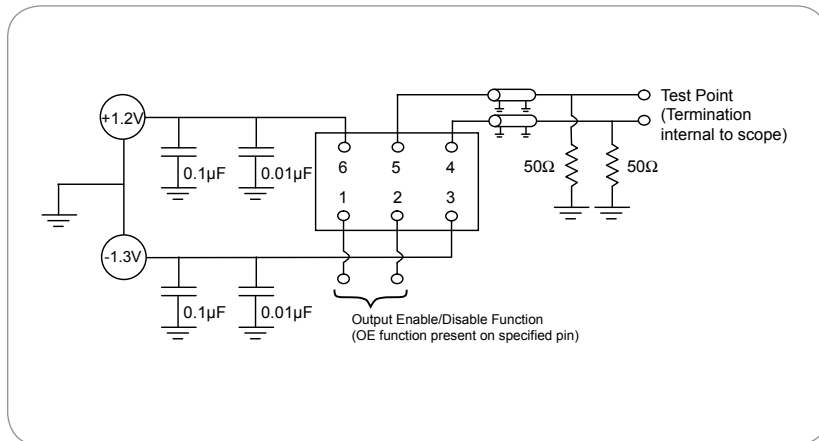 +1.2V
0.1µF
0.01µF
6
5
4
1
2
3
-1.3V
0.1µF
0.01µF
50Ω
50Ω
Test Point
(Termination
internal to scope)
Output Enable/Disable Function
(OE function present on specified pin)